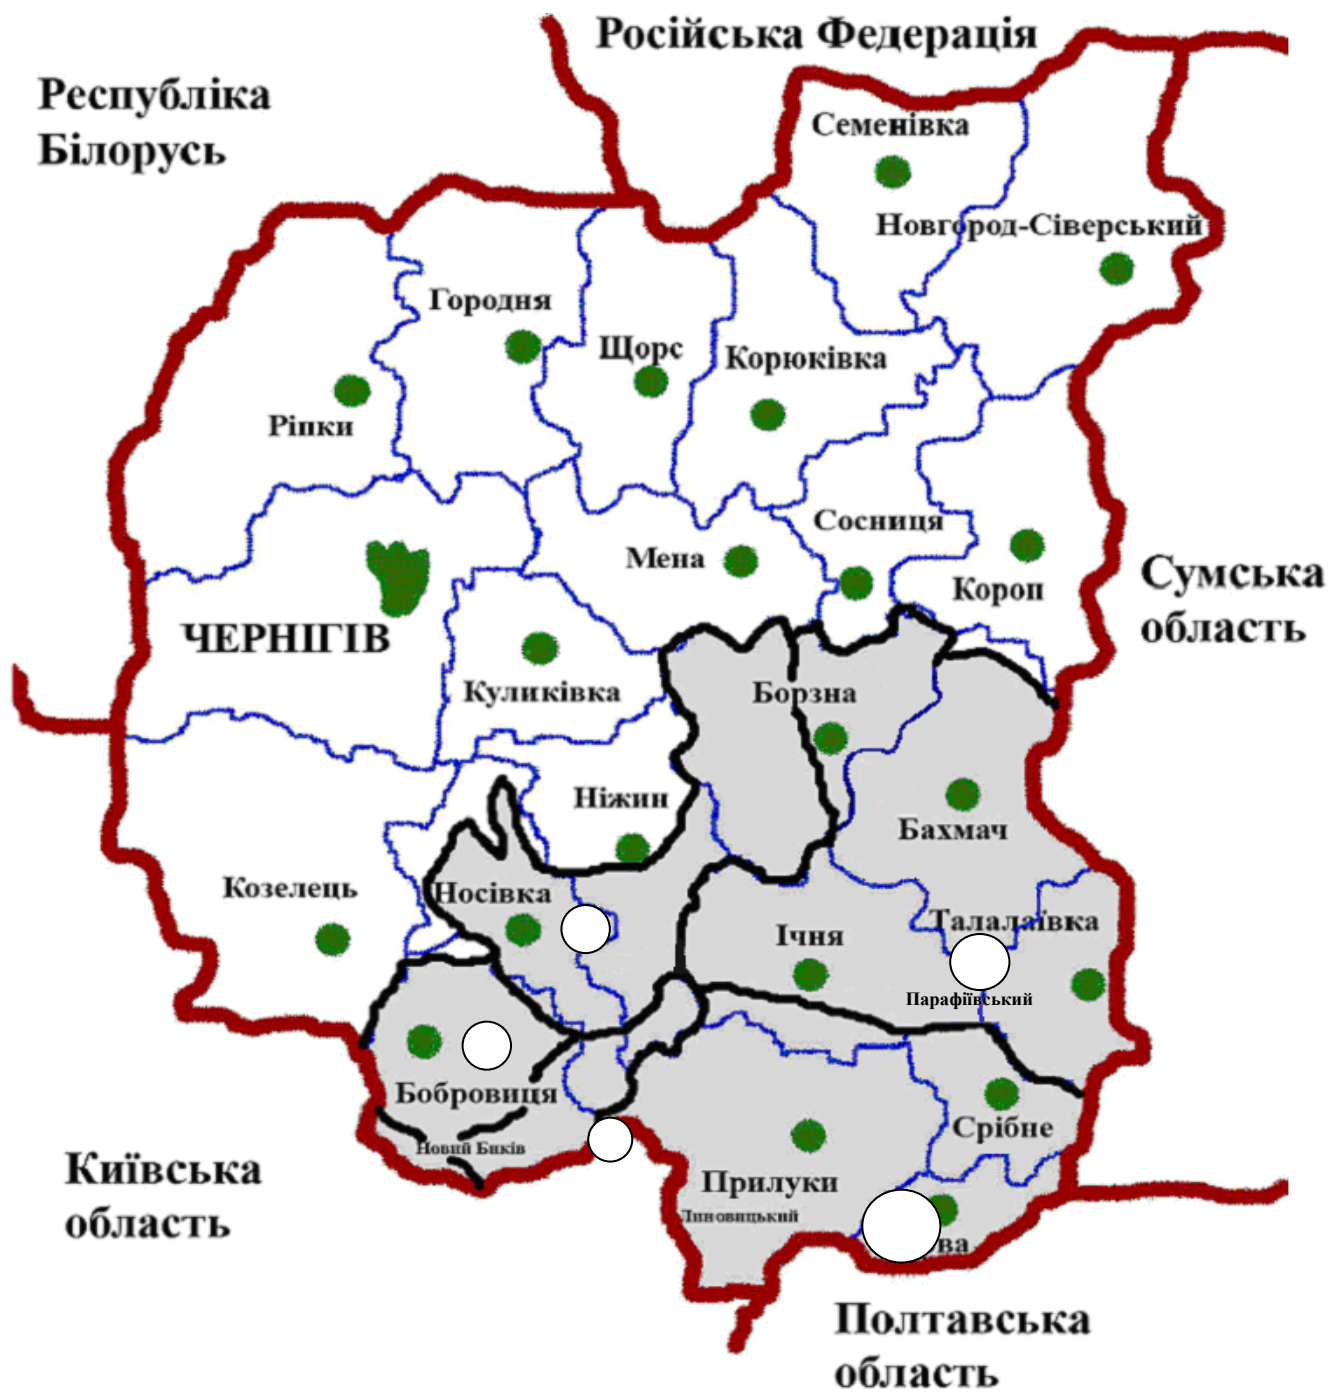 Російська Федерація
Республіка
Білорусь
Семенівка
Новгород-Сіверський
Городня
Щорс
Корюківка
Ріпки
Сосниця
Мена
Короп
Сумська
область
ЧЕРНІГІВ
Куликівка
Борзна
Ніжин
Бахмач
Козелець
Носівка
Талалаївка
Ічня
Парафіївський
Бобровиця
Срібне
Новий Биків
Київська
область
Прилуки
Линовицький
Полтавська
область